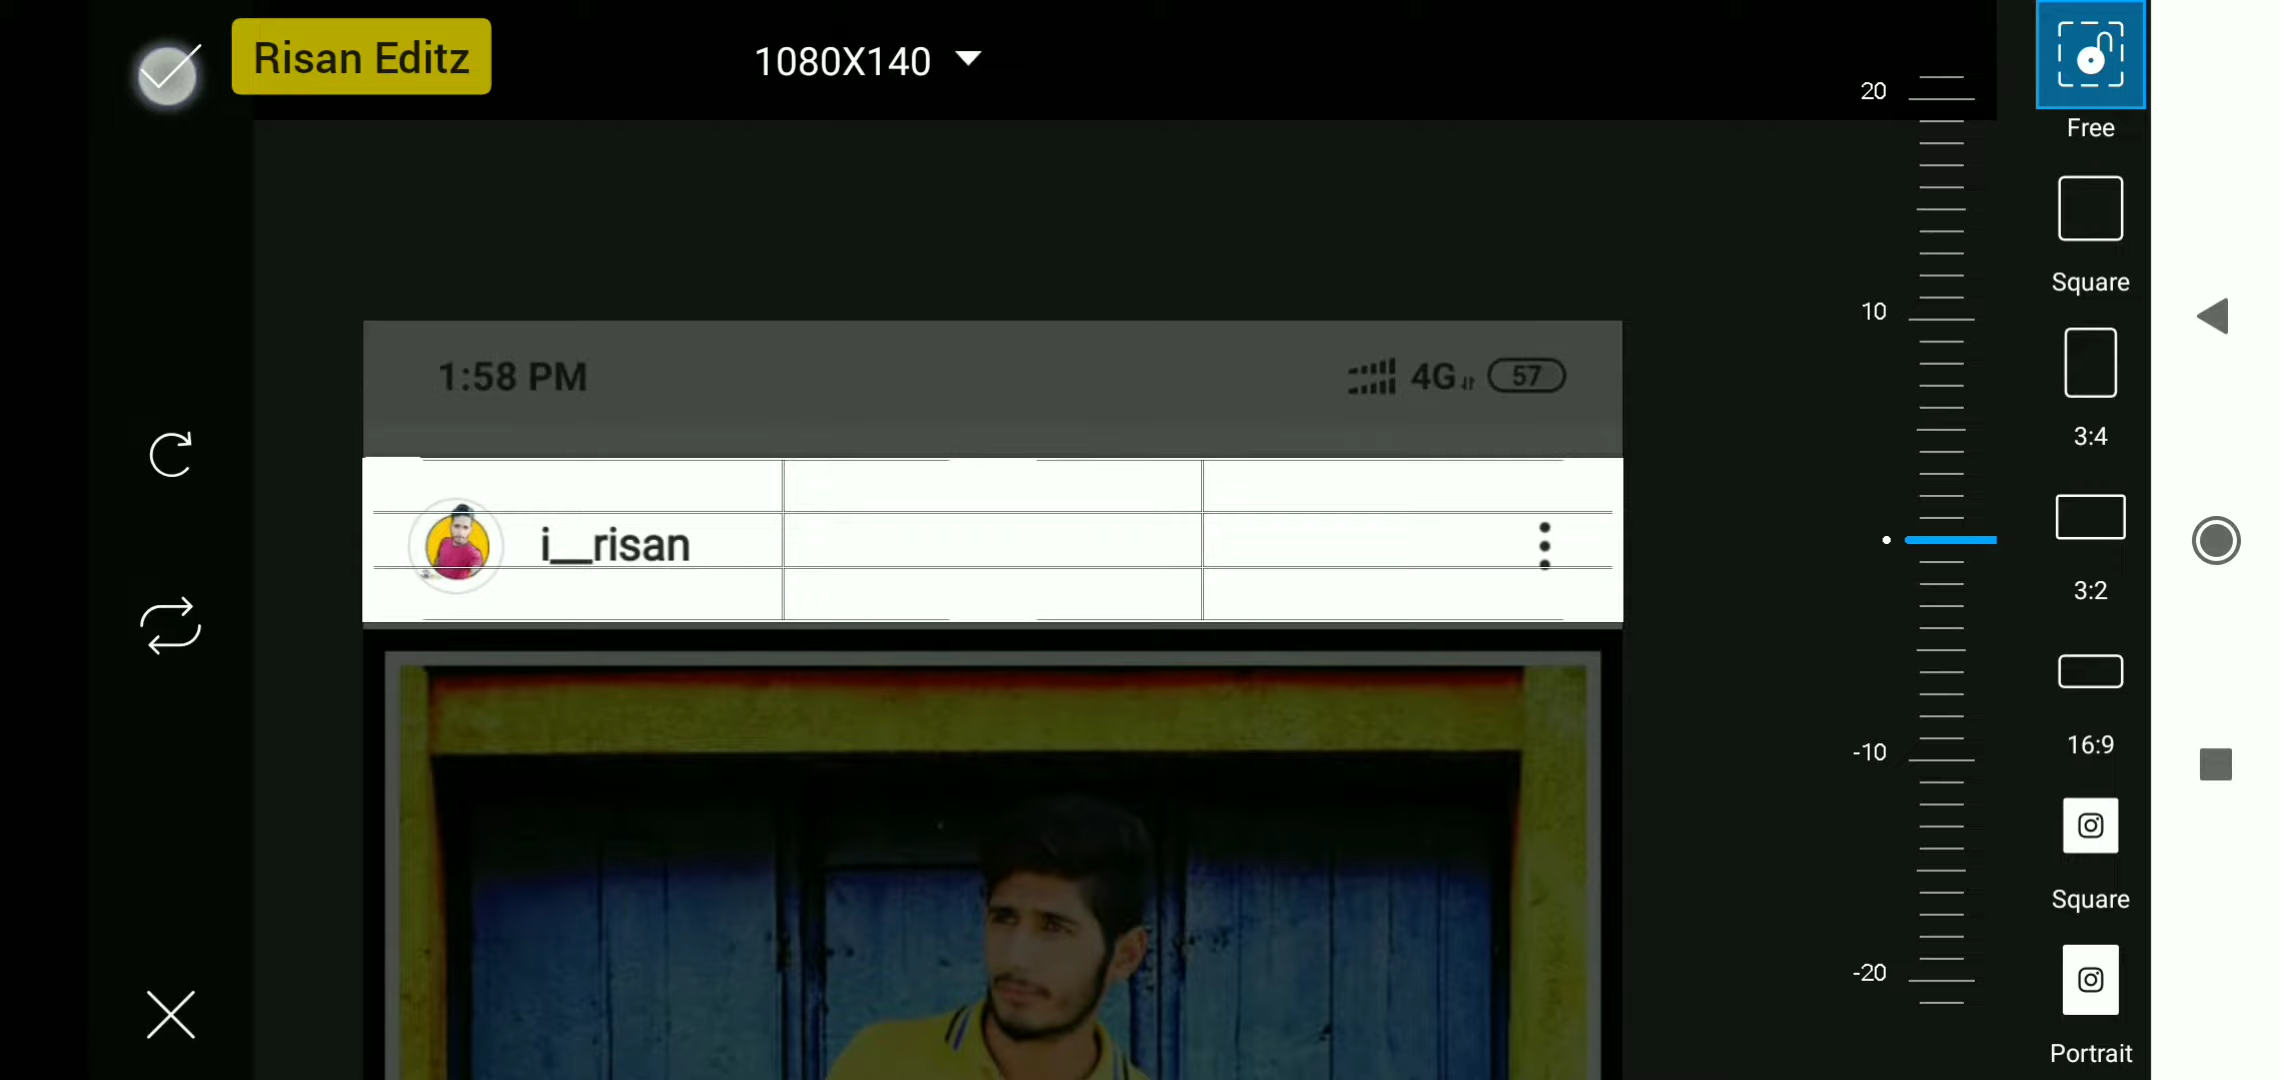 Risan Editz
1080X140
20
10
-10
-20
1:58 PM
4G 57
i__risan
Free
Square
3:4
3:2
16:9
Square
Portrait